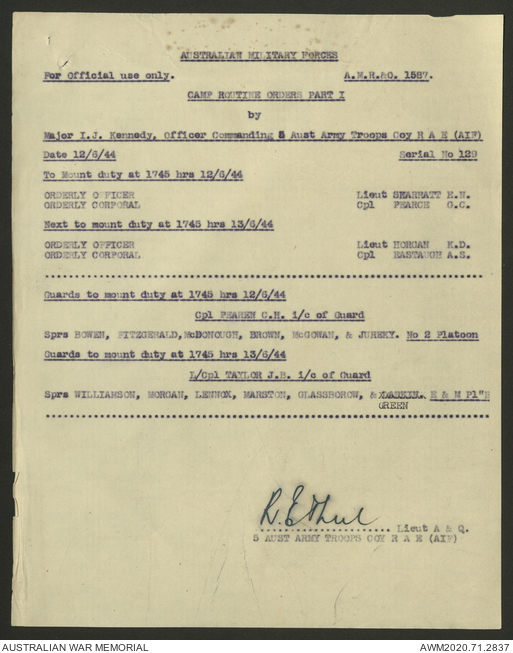 AUSTRALIAN MILITARY FORCES
For Official use only. A.M.R.&O. 1587.
CAMP ROUTINE ORDERS PART I
by
Major I.J. Kennedy, Officer Commanding 5 Aust Army Troops Coy R A E (AIF)
Date 12/6/44 Serial No 129
To Mount duty at 1745 hrs 12/6/44
ORDERLY OFFICER Lieut SHARRATT E.N.
ORDERLY CORPORAL Cpl PEARCE G.C.
Next to mount duty at 1745 hrs 13/6/44
ORDERLY OFFICER Lieut HORGAN K.D.
ORDERLY CORPORAL Cpl EASTAUGH A.S.
Guards to mount duty at 1745 hrs 12/6/44
Cpl PEAREN C.H. i/c of Guard
Sprs BOWEN, FITZGERALD, McDONOUGH, BROWN, McGOWAN, & JUREKY. No 2 Platoon
Guards to mount duty at 1745 hrs 13/6/44
L/Cpl TAYLOR J.B. i/c of Guard
Sprs WILLIAMSON, MORGAN, LENNOX, MARSTON, GLASSBOROW, & E & M Pl"
GREEN
Lieut A & Q.
5 AUST ARMY TROOPS COY R A E (AIF)
AUSTRALIAN WAR MEMORIAL AWM2020.71.2837